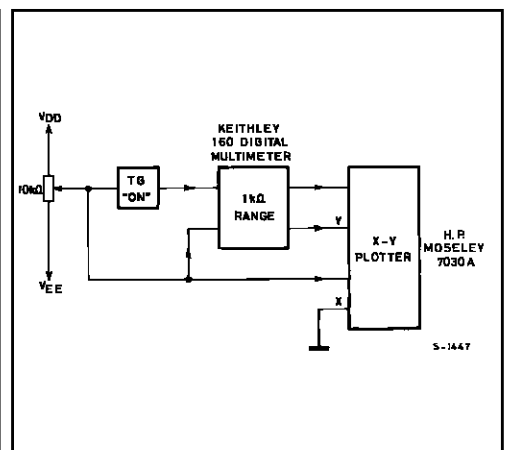 VDD
10kΩ
VEE
TG
"ON"
KEITHLEY
160 DIGITAL
MULTIMETER
1kΩ
RANGE
Y
X
X-Y
PLOTTER
H.P.
MOSELEY
7030A
S-1447